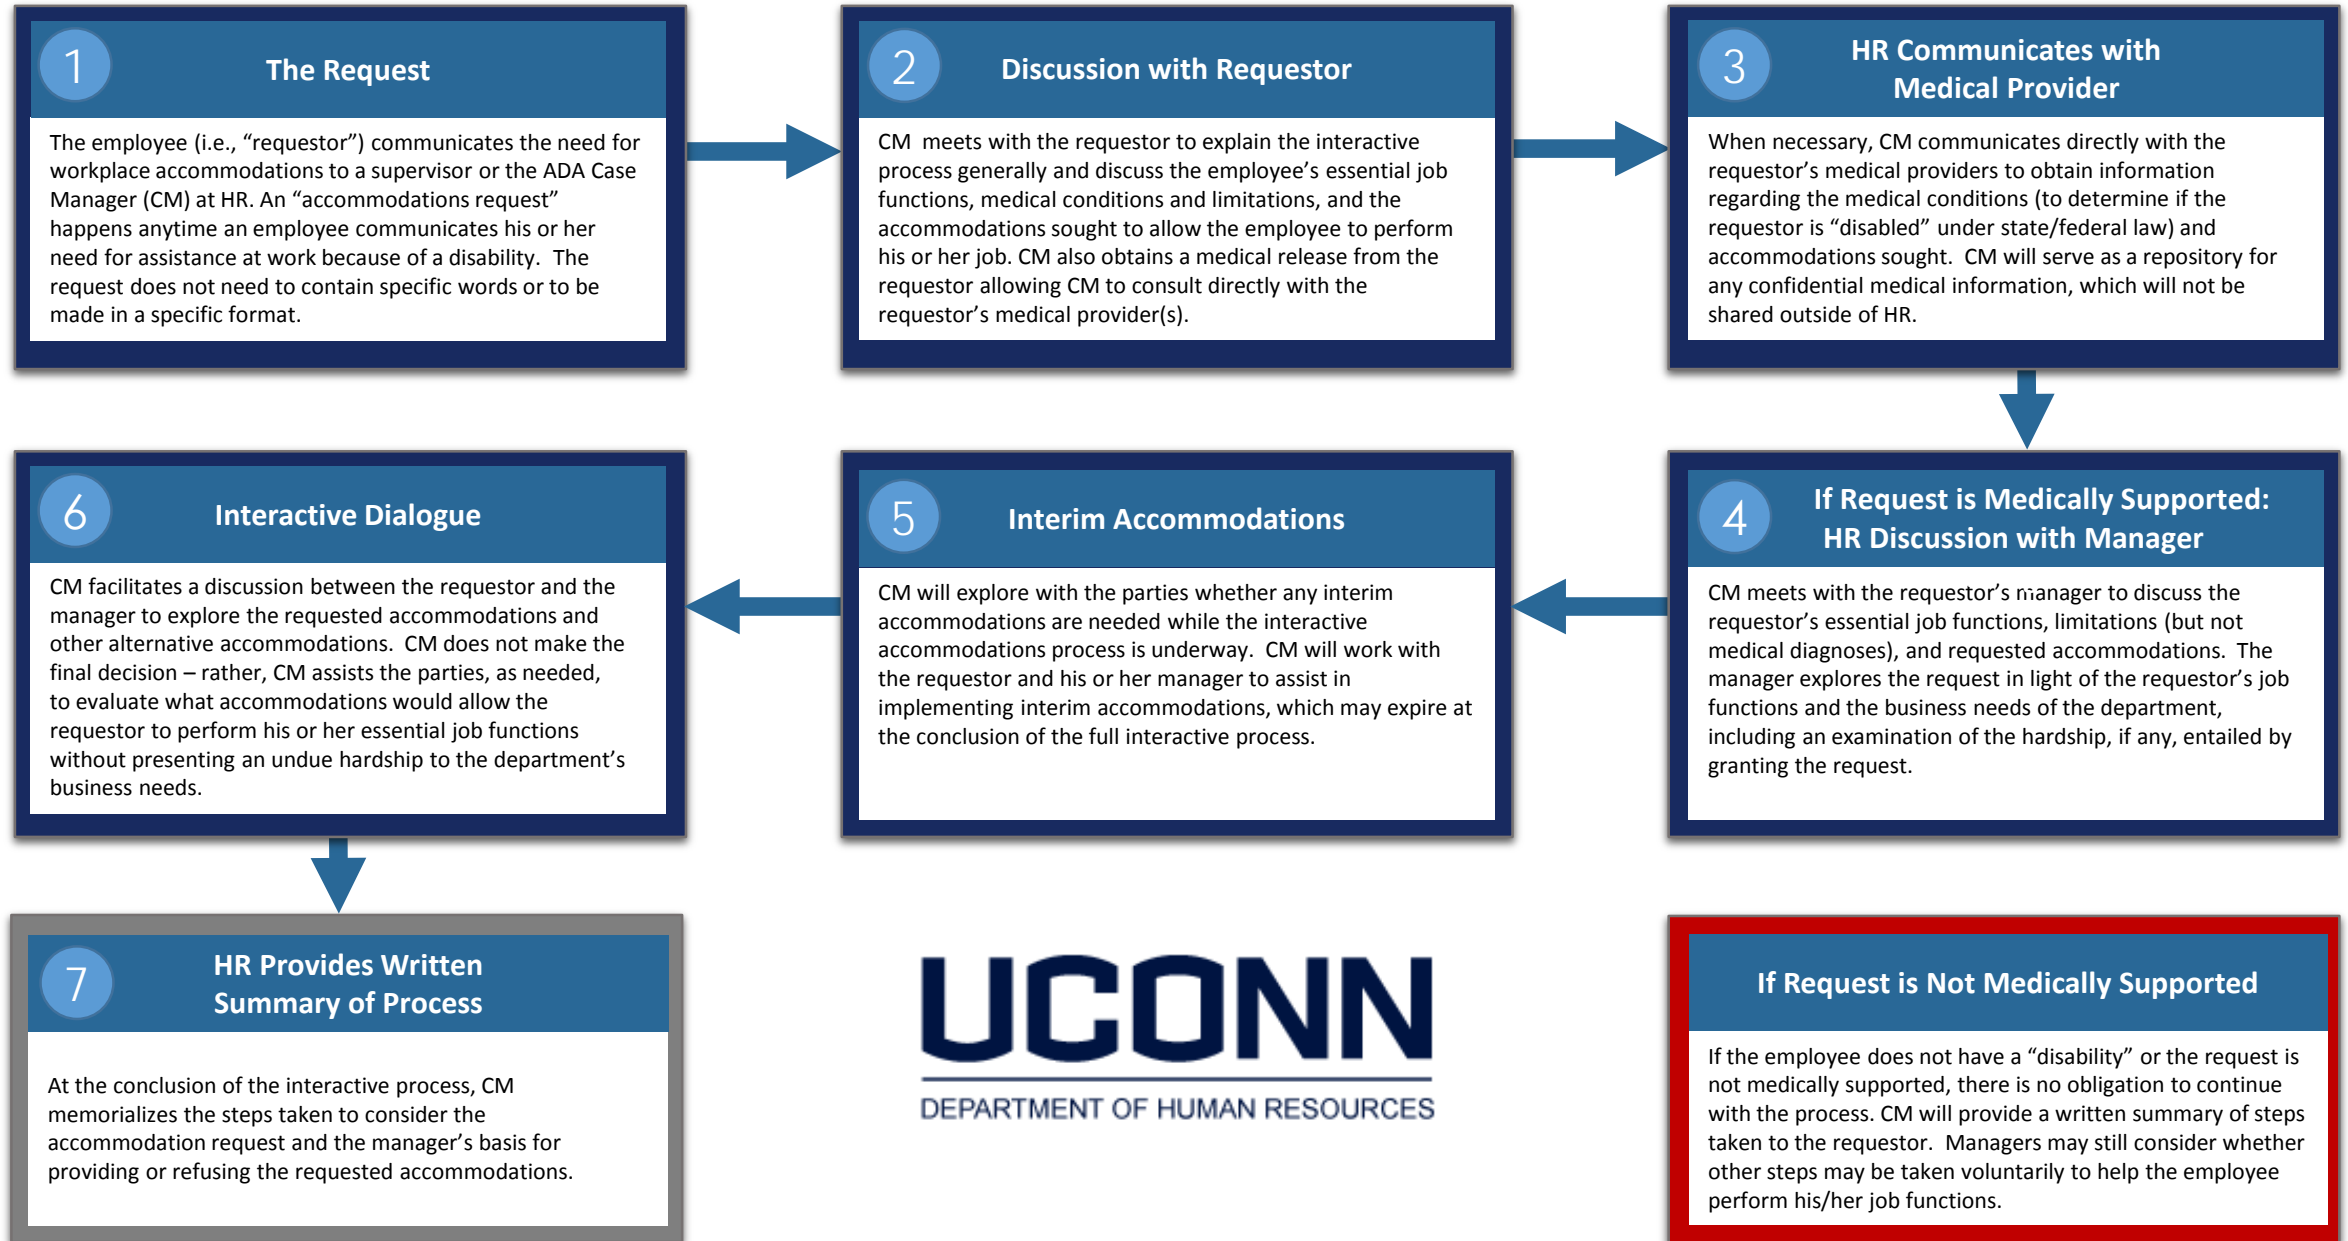 1
The Request
The employee (i.e., “requestor”) communicates the need for
workplace accommodations to a supervisor or the ADA Case
Manager (CM) at HR. An “accommodations request”
happens anytime an employee communicates his or her
need for assistance at work because of a disability.  The
request does not need to contain specific words or to be
made in a specific format.
2
Discussion with Requestor
CM  meets with the requestor to explain the interactive
process generally and discuss the employee’s essential job
functions, medical conditions and limitations, and the
accommodations sought to allow the employee to perform
his or her job. CM also obtains a medical release from the
requestor allowing CM to consult directly with the
requestor’s medical provider(s).
3
HR Communicates with
Medical Provider
When necessary, CM communicates directly with the
requestor’s medical providers to obtain information
regarding the medical conditions (to determine if the
requestor is “disabled” under state/federal law) and
accommodations sought.  CM will serve as a repository for
any confidential medical information, which will not be
shared outside of HR.
4
If Request is Medically Supported:
HR Discussion with Manager
CM meets with the requestor’s manager to discuss the
requestor’s essential job functions, limitations (but not
medical diagnoses), and requested accommodations.  The
manager explores the request in light of the requestor’s job
functions and the business needs of the department,
including an examination of the hardship, if any, entailed by
granting the request.
5
Interim Accommodations
CM will explore with the parties whether any interim
accommodations are needed while the interactive
accommodations process is underway.  CM will work with
the requestor and his or her manager to assist in
implementing interim accommodations, which may expire at
the conclusion of the full interactive process.
6
Interactive Dialogue
CM facilitates a discussion between the requestor and the
manager to explore the requested accommodations and
other alternative accommodations.  CM does not make the
final decision – rather, CM assists the parties, as needed,
to evaluate what accommodations would allow the
requestor to perform his or her essential job functions
without presenting an undue hardship to the department’s
business needs.
7
HR Provides Written
Summary of Process
At the conclusion of the interactive process, CM
memorializes the steps taken to consider the
accommodation request and the manager’s basis for
providing or refusing the requested accommodations.
UCONN
DEPARTMENT OF HUMAN RESOURCES
If Request is Not Medically Supported
If the employee does not have a “disability” or the request is
not medically supported, there is no obligation to continue
with the process. CM will provide a written summary of steps
taken to the requestor.  Managers may still consider whether
other steps may be taken voluntarily to help the employee
perform his/her job functions.